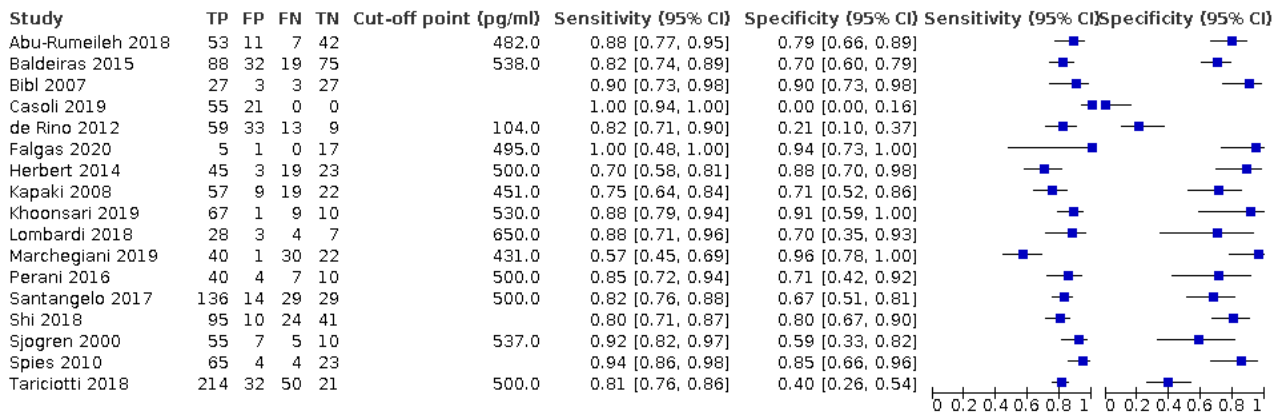 Study TP FP FN TN Cut-off point (pg/ml) Sensitivity (95% CI) Specificity (95% CI) Sensitivity (95% CI) Specificity (95% CI)
Abu-Rumeileh 2018 53 11 7 42 482.0 0.88 [0.77, 0.95] 0.79 [0.66, 0.89]
Baldeiras 2015 88 32 19 75 538.0 0.82 [0.74, 0.89] 0.70 [0.60, 0.79]
Bibl 2007 27 3 3 27 0.90 [0.73, 0.98] 0.90 [0.73, 0.98]
Casoli 2019 55 21 0 0 1.00 [0.94, 1.00] 0.00 [0.00, 0.16]
de Rino 2012 59 33 13 9 104.0 0.82 [0.71, 0.90] 0.21 [0.10, 0.37]
Falgas 2020 5 1 0 17 495.0 1.00 [0.48, 1.00] 0.94 [0.73, 1.00]
Herbert 2014 45 3 19 23 500.0 0.70 [0.58, 0.81] 0.88 [0.70, 0.98]
Kapaki 2008 57 9 19 22 451.0 0.75 [0.64, 0.84] 0.71 [0.52, 0.86]
Khoonsari 2019 67 1 9 10 530.0 0.88 [0.79, 0.94] 0.91 [0.59, 1.00]
Lombardi 2018 28 3 4 7 650.0 0.88 [0.71, 0.96] 0.70 [0.35, 0.93]
Marchegiani 2019 40 1 30 22 431.0 0.57 [0.45, 0.69] 0.96 [0.78, 1.00]
Perani 2016 40 4 7 10 500.0 0.85 [0.72, 0.94] 0.71 [0.42, 0.92]
Santangelo 2017 136 14 29 29 500.0 0.82 [0.76, 0.88] 0.67 [0.51, 0.81]
Shi 2018 95 10 24 41 0.80 [0.71, 0.87] 0.80 [0.67, 0.90]
Sjogren 2000 55 7 5 10 537.0 0.92 [0.82, 0.97] 0.59 [0.33, 0.82]
Spies 2010 65 4 4 23 0.94 [0.86, 0.98] 0.85 [0.66, 0.96]
Tariciotti 2018 214 32 50 21 500.0 0.81 [0.76, 0.86] 0.40 [0.26, 0.54]
0 0.2 0.4 0.6 0.8 1 0 0.2 0.4 0.6 0.8 1